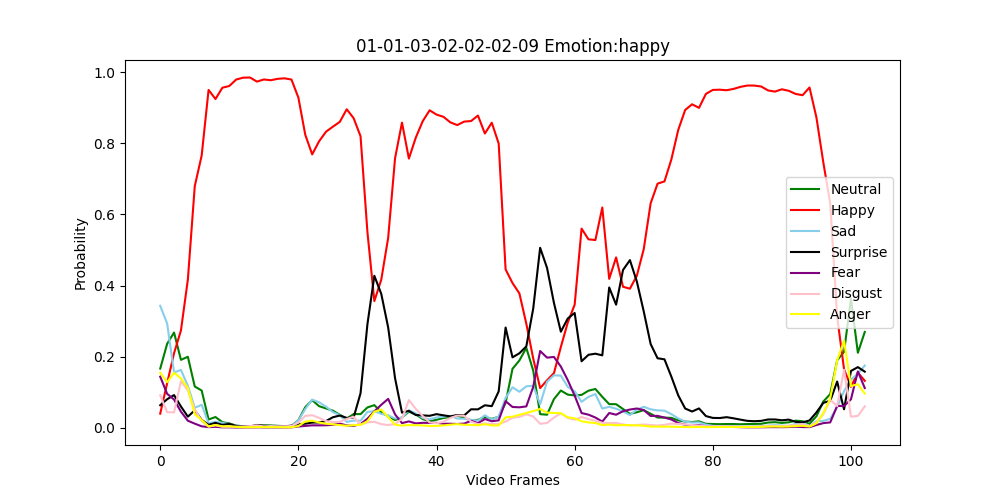 01-01-03-02-02-02-09 Emotion:happy
Probability
1.0
0.8
0.6
0.4
0.2
0.0
0
20
40
60
80
100
Video Frames
Neutral
Happy
Sad
Surprise
Fear
Disgust
Anger